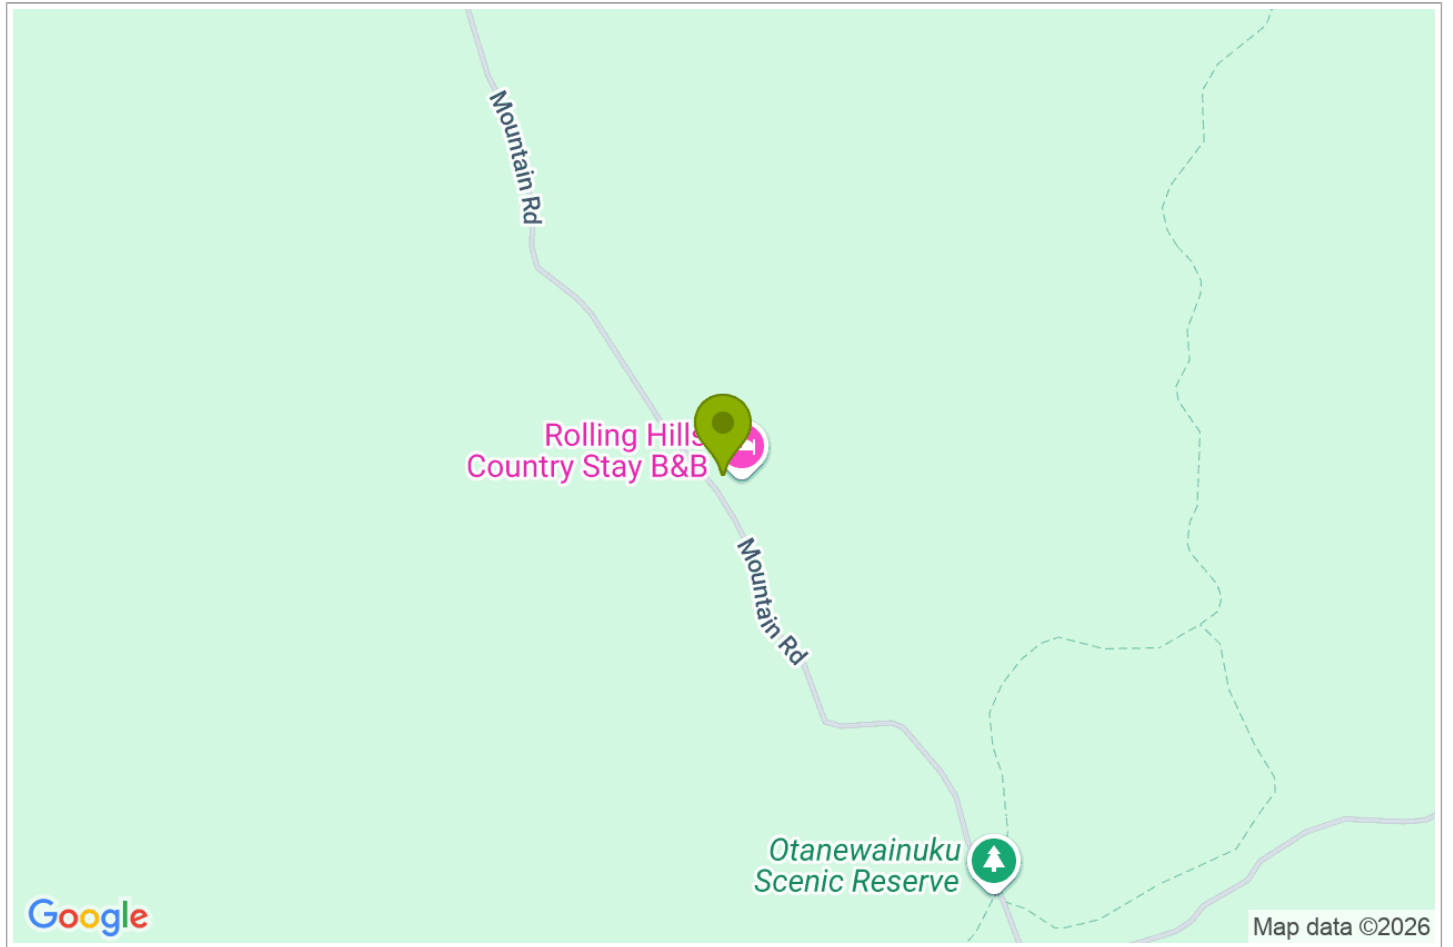 Mountain Rd
Rolling Hills
Country Stay B&B
Mountain Rd
Otanewainuku
Scenic Reserve
Google
Map data ©2026